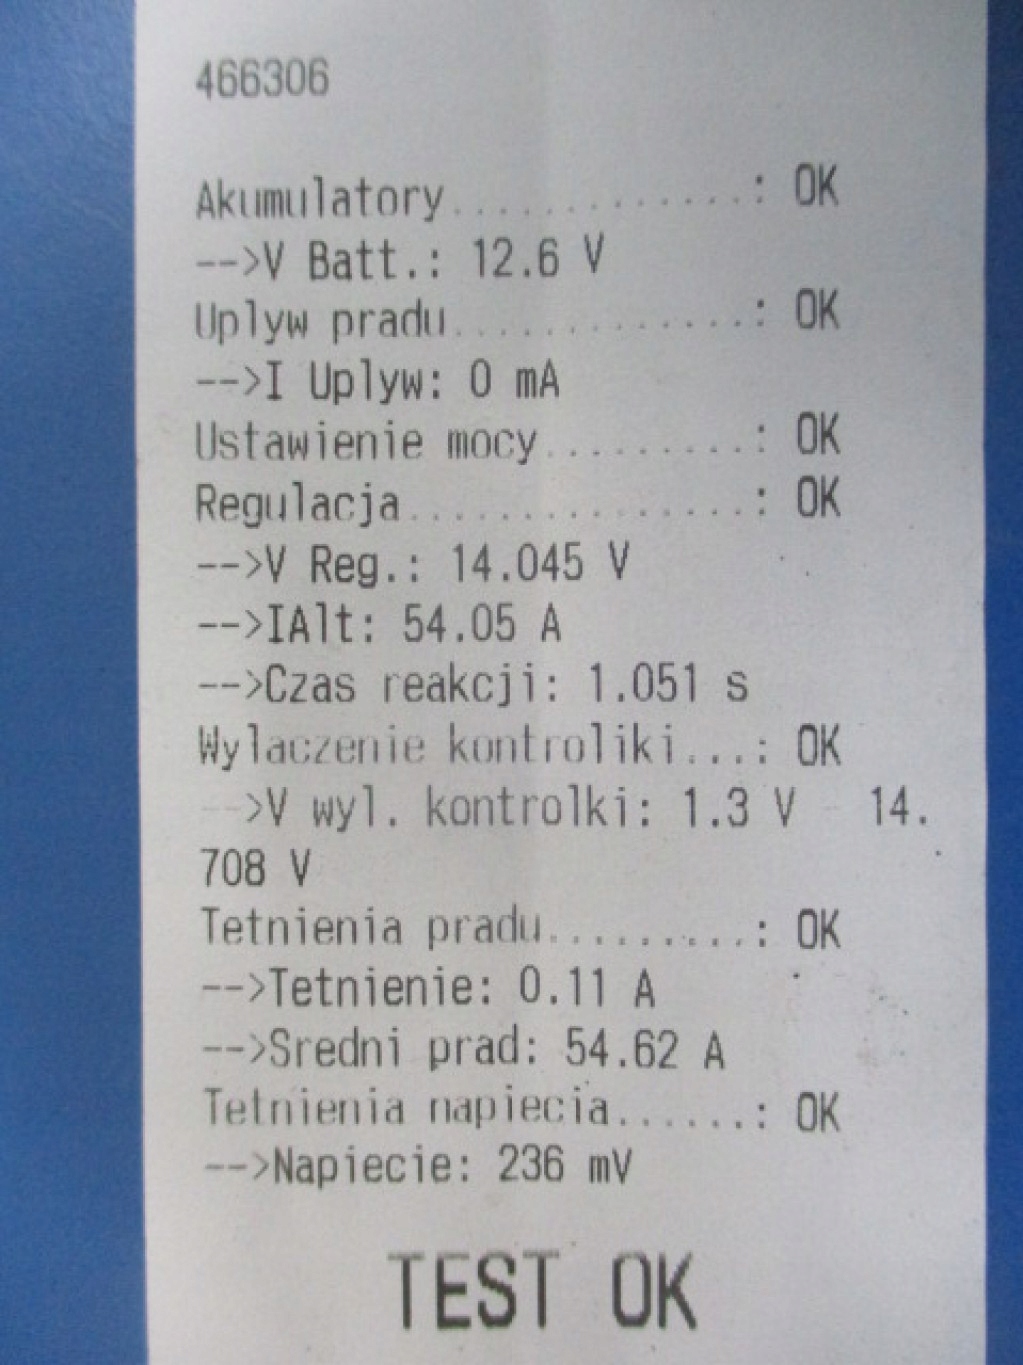 466306
Akumulatory..............: OK
-->V Batt.: 12.6 V
Uplyw pradu.............: OK
-->I Uplyw: 0 mA
Ustawienie mocy.........: OK
Regulacja...............: OK
-->V Reg.: 14.045 V
-->IAlt: 54.05 A
-->Czas reakcji: 1.051 s
Wylaczenie kontroliki...: OK
-->V wyl. kontrolki: 1.3 V - 14.
708 V
Tetnienia pradu.........: OK
-->Tetnienie: 0.11 A
-->Sredni prad: 54.62 A
Tetnienia napiecia......: OK
-->Napiecie: 236 mV
TEST OK